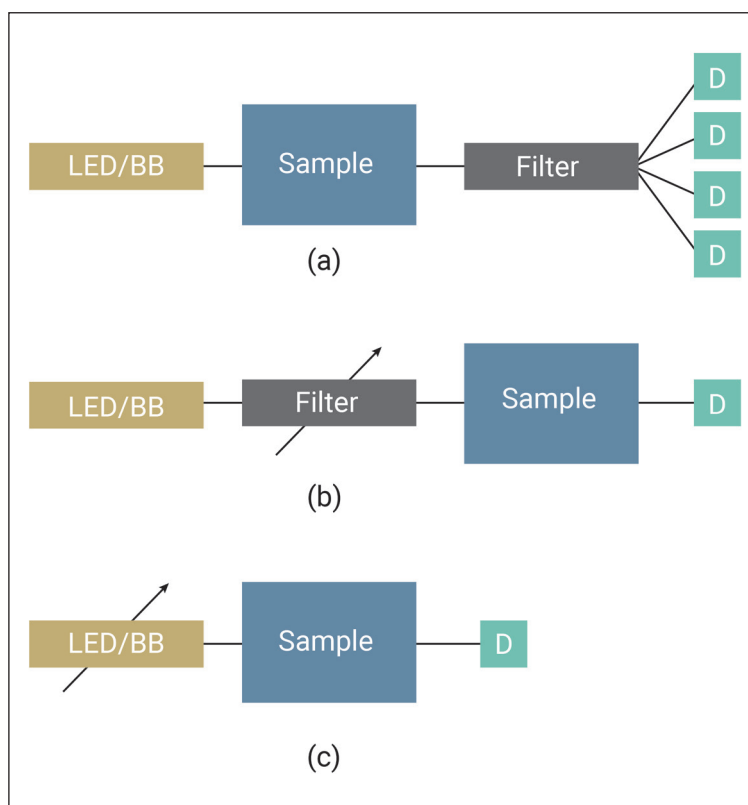 D
D
LED/BB Sample Filter
D
D
(a)
LED/BB Filter Sample D
(b)
LED/BB Sample D
(c)